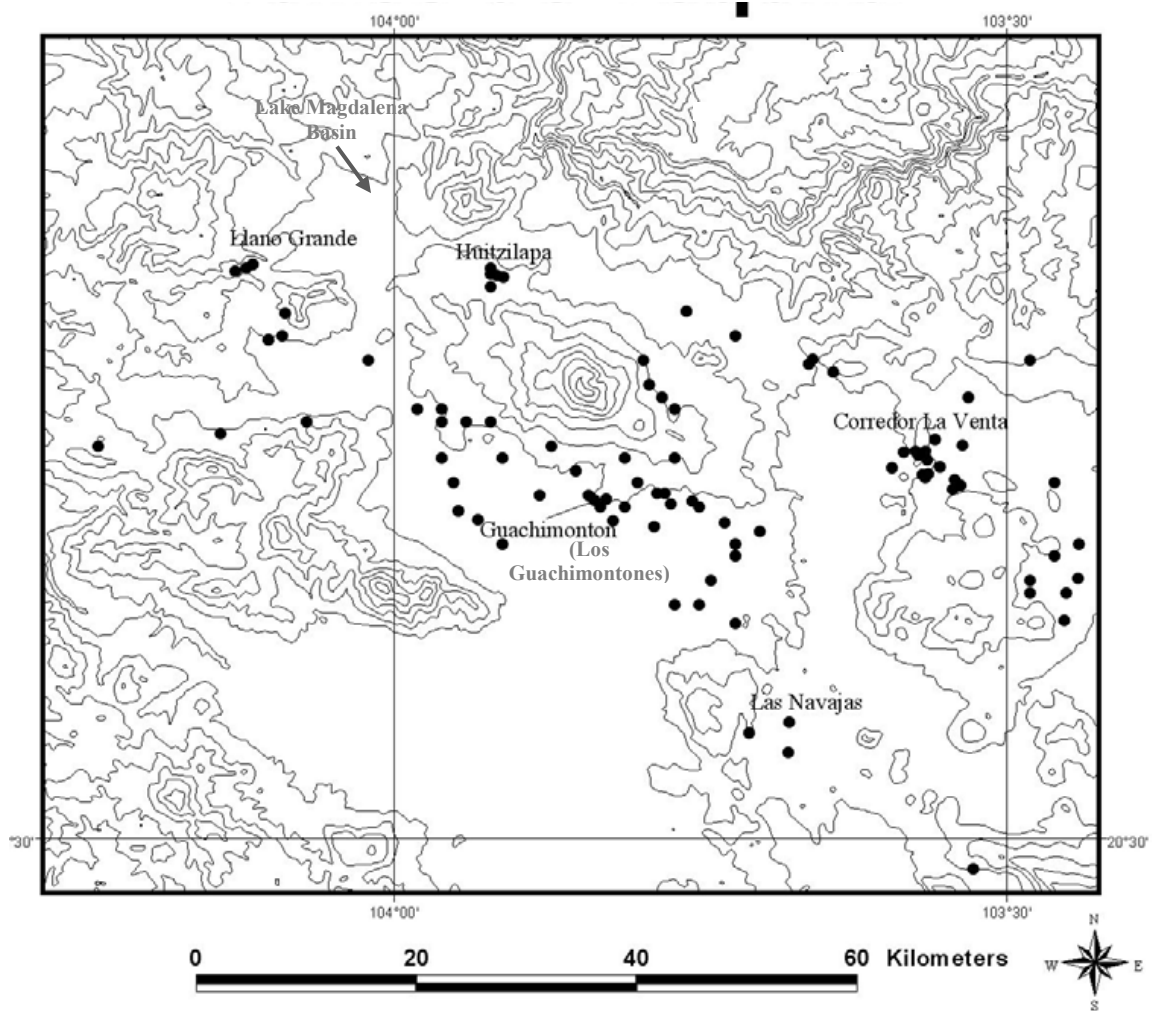 104°00'
103°30'
Lake Magdalena
Basin
Llano Grande
Huitzilapa
Corredor La Venta
Guachimonton
(Los
Guachimontones)
Las Navajas
°30'
20°30'
104°00'
103°30'
0
20
40
60
Kilometers
N
W
E
S